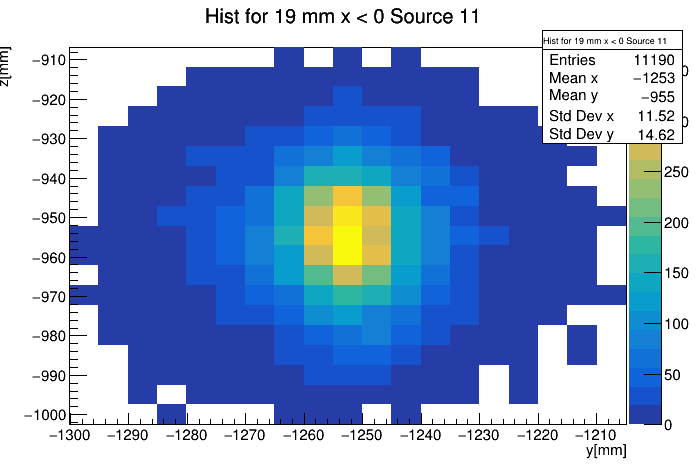 Hist for 19 mm x < 0 Source 11
z[mm]
Hist for 19 mm x < 0 Source 11
Entries 11190
Mean x −1253
Mean y −955
Std Dev x 11.52
Std Dev y 14.62
−910
−920
−930
−940
−950
−960
−970
−980
−990
−1000
250
200
150
100
50
0
−1300 −1290 −1280 −1270 −1260 −1250 −1240 −1230 −1220 −1210
y[mm]